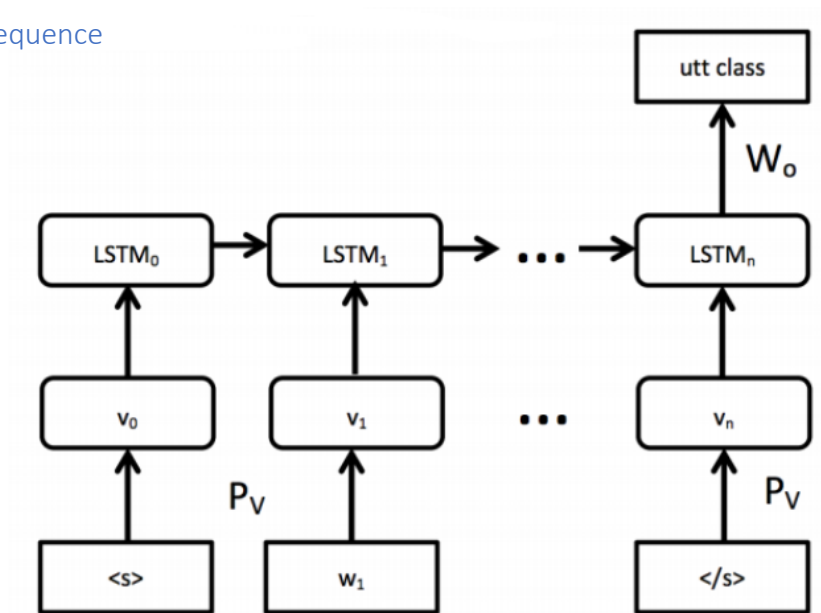 equence
utt class
Wₒ
LSTM₀ LSTM₁ ... LSTMₙ
v₀ v₁ ... vₙ
Pᵥ Pᵥ
<s> w₁ </s>